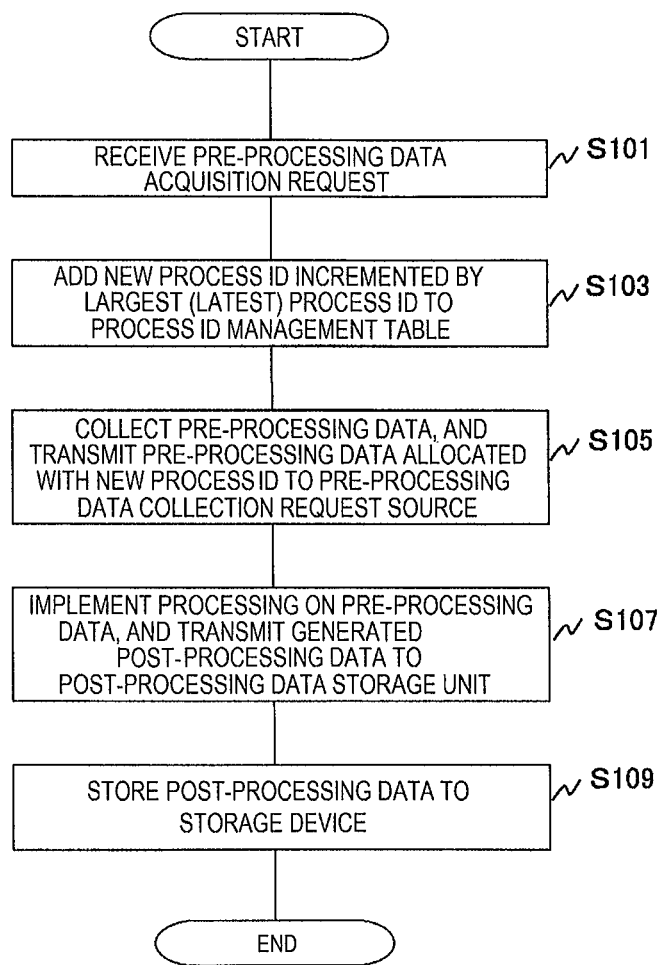 START
RECEIVE PRE-PROCESSING DATA
ACQUISITION REQUEST
S101
ADD NEW PROCESS ID INCREMENTED BY
LARGEST (LATEST) PROCESS ID TO
PROCESS ID MANAGEMENT TABLE
S103
COLLECT PRE-PROCESSING DATA, AND
TRANSMIT PRE-PROCESSING DATA ALLOCATED
WITH NEW PROCESS ID TO PRE-PROCESSING
DATA COLLECTION REQUEST SOURCE
S105
IMPLEMENT PROCESSING ON PRE-PROCESSING
DATA, AND TRANSMIT GENERATED
POST-PROCESSING DATA TO
POST-PROCESSING DATA STORAGE UNIT
S107
STORE POST-PROCESSING DATA TO
STORAGE DEVICE
S109
END